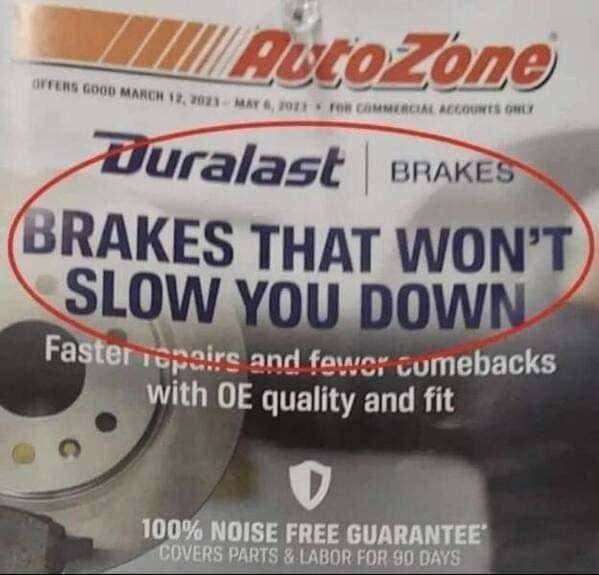 AutoZone
OFFERS GOOD MARCH 12, 2023 - MAY 6, 2023 • FOR COMMERCIAL ACCOUNTS ONLY
Duralast | BRAKES
BRAKES THAT WON'T
SLOW YOU DOWN
Faster repairs and fewer comebacks
with OE quality and fit
100% NOISE FREE GUARANTEE*
COVERS PARTS & LABOR FOR 90 DAYS